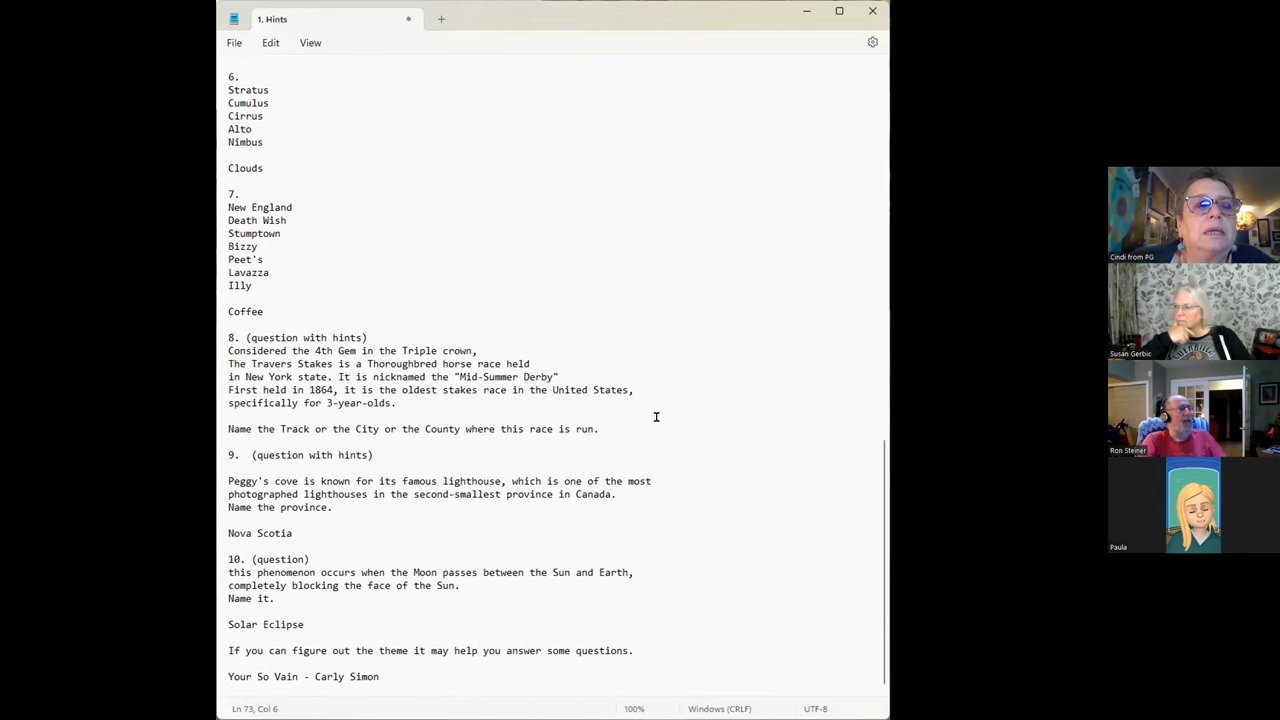 1. Hints
File Edit View
6.
Stratus
Cumulus
Cirrus
Alto
Nimbus
Clouds
7.
New England
Death Wish
Stumptown
Bizzy
Peet's
Lavazza
Illy
Coffee
8. (question with hints)
Considered the 4th Gem in the Triple crown,
The Travers Stakes is a Thoroughbred horse race held
in New York state. It is nicknamed the "Mid-Summer Derby"
First held in 1864, it is the oldest stakes race in the United States,
specifically for 3-year-olds.
Name the Track or the City or the County where this race is run.
9. (question with hints)
Peggy's cove is known for its famous lighthouse, which is one of the most
photographed lighthouses in the second-smallest province in Canada.
Name the province.
Nova Scotia
10. (question)
this phenomenon occurs when the Moon passes between the Sun and Earth,
completely blocking the face of the Sun.
Name it.
Solar Eclipse
If you can figure out the theme it may help you answer some questions.
Your So Vain - Carly Simon
Ln 73, Col 6 100% Windows (CRLF) UTF-8
Cindi from PG
Susan Gerbic
Ron Steiner
Paula